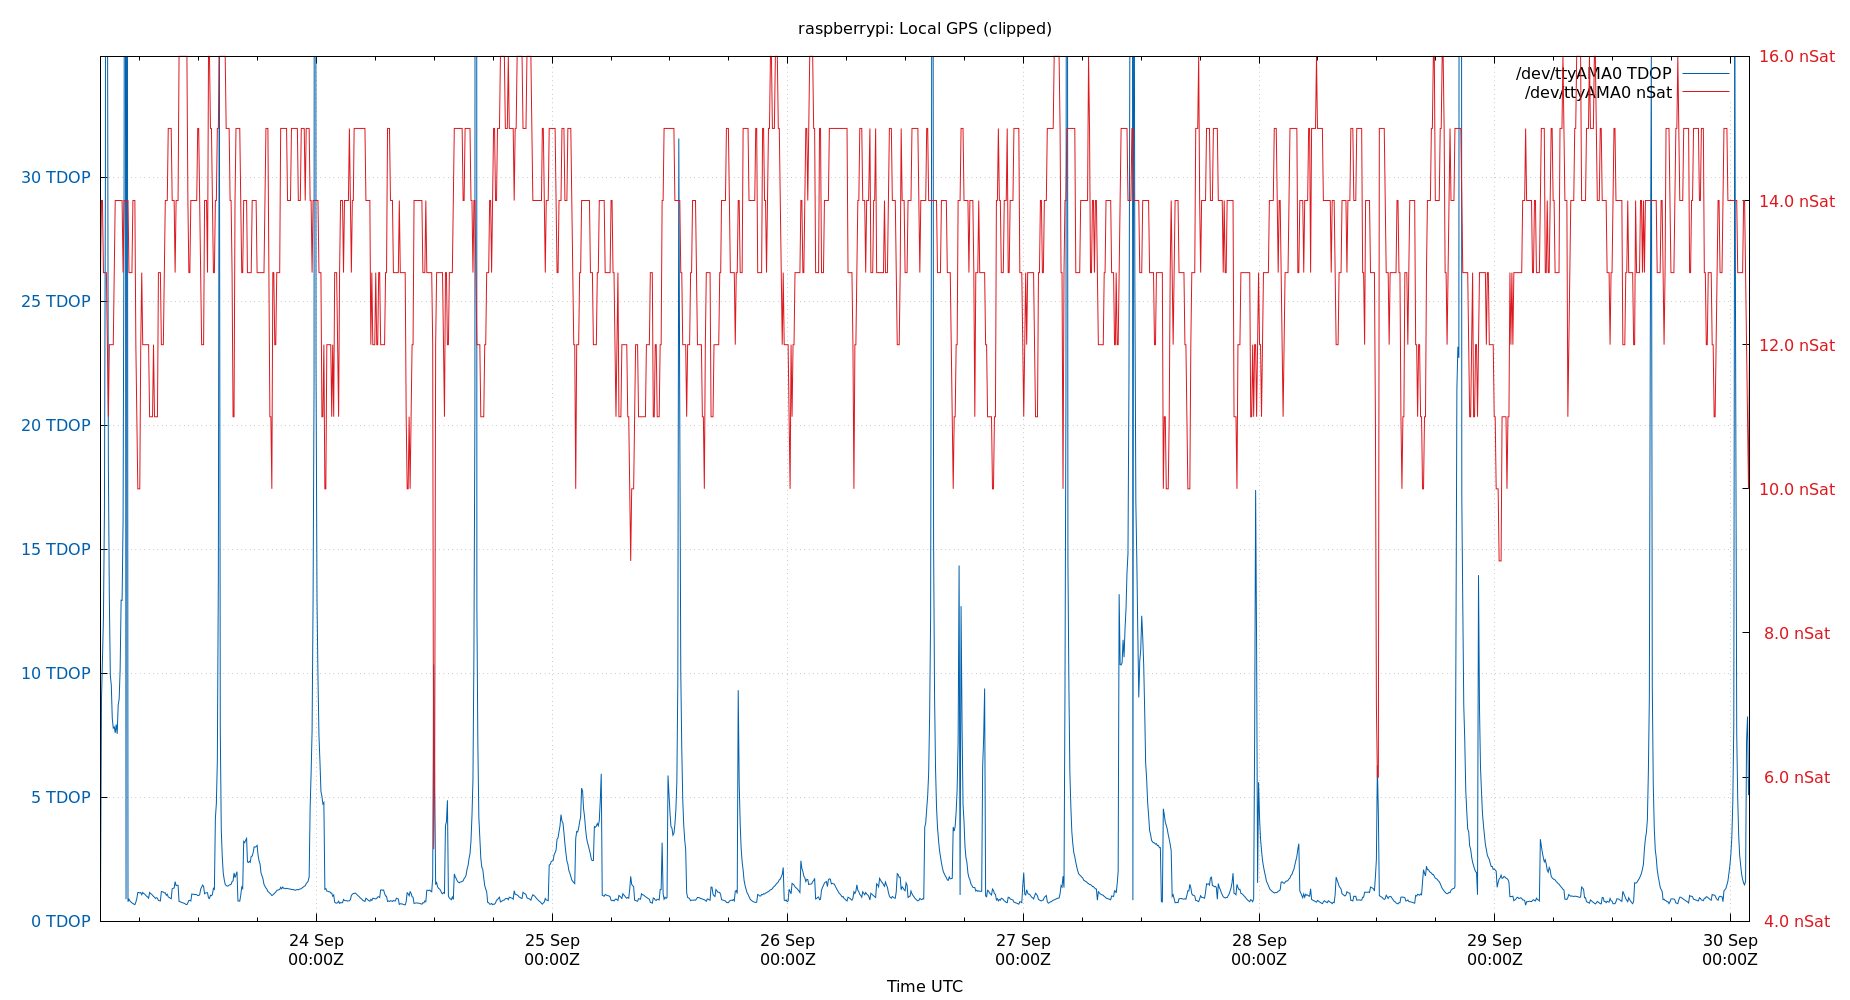 raspberrypi: Local GPS (clipped)
16.0 nSat
/dev/ttyAMA0 TDOP
/dev/ttyAMA0 nSat
30 TDOP
14.0 nSat
25 TDOP
12.0 nSat
20 TDOP
10.0 nSat
15 TDOP
8.0 nSat
10 TDOP
6.0 nSat
5 TDOP
0 TDOP
4.0 nSat
24 Sep 25 Sep 26 Sep 27 Sep 28 Sep 29 Sep 30 Sep
00:00Z 00:00Z 00:00Z 00:00Z 00:00Z 00:00Z 00:00Z
Time UTC